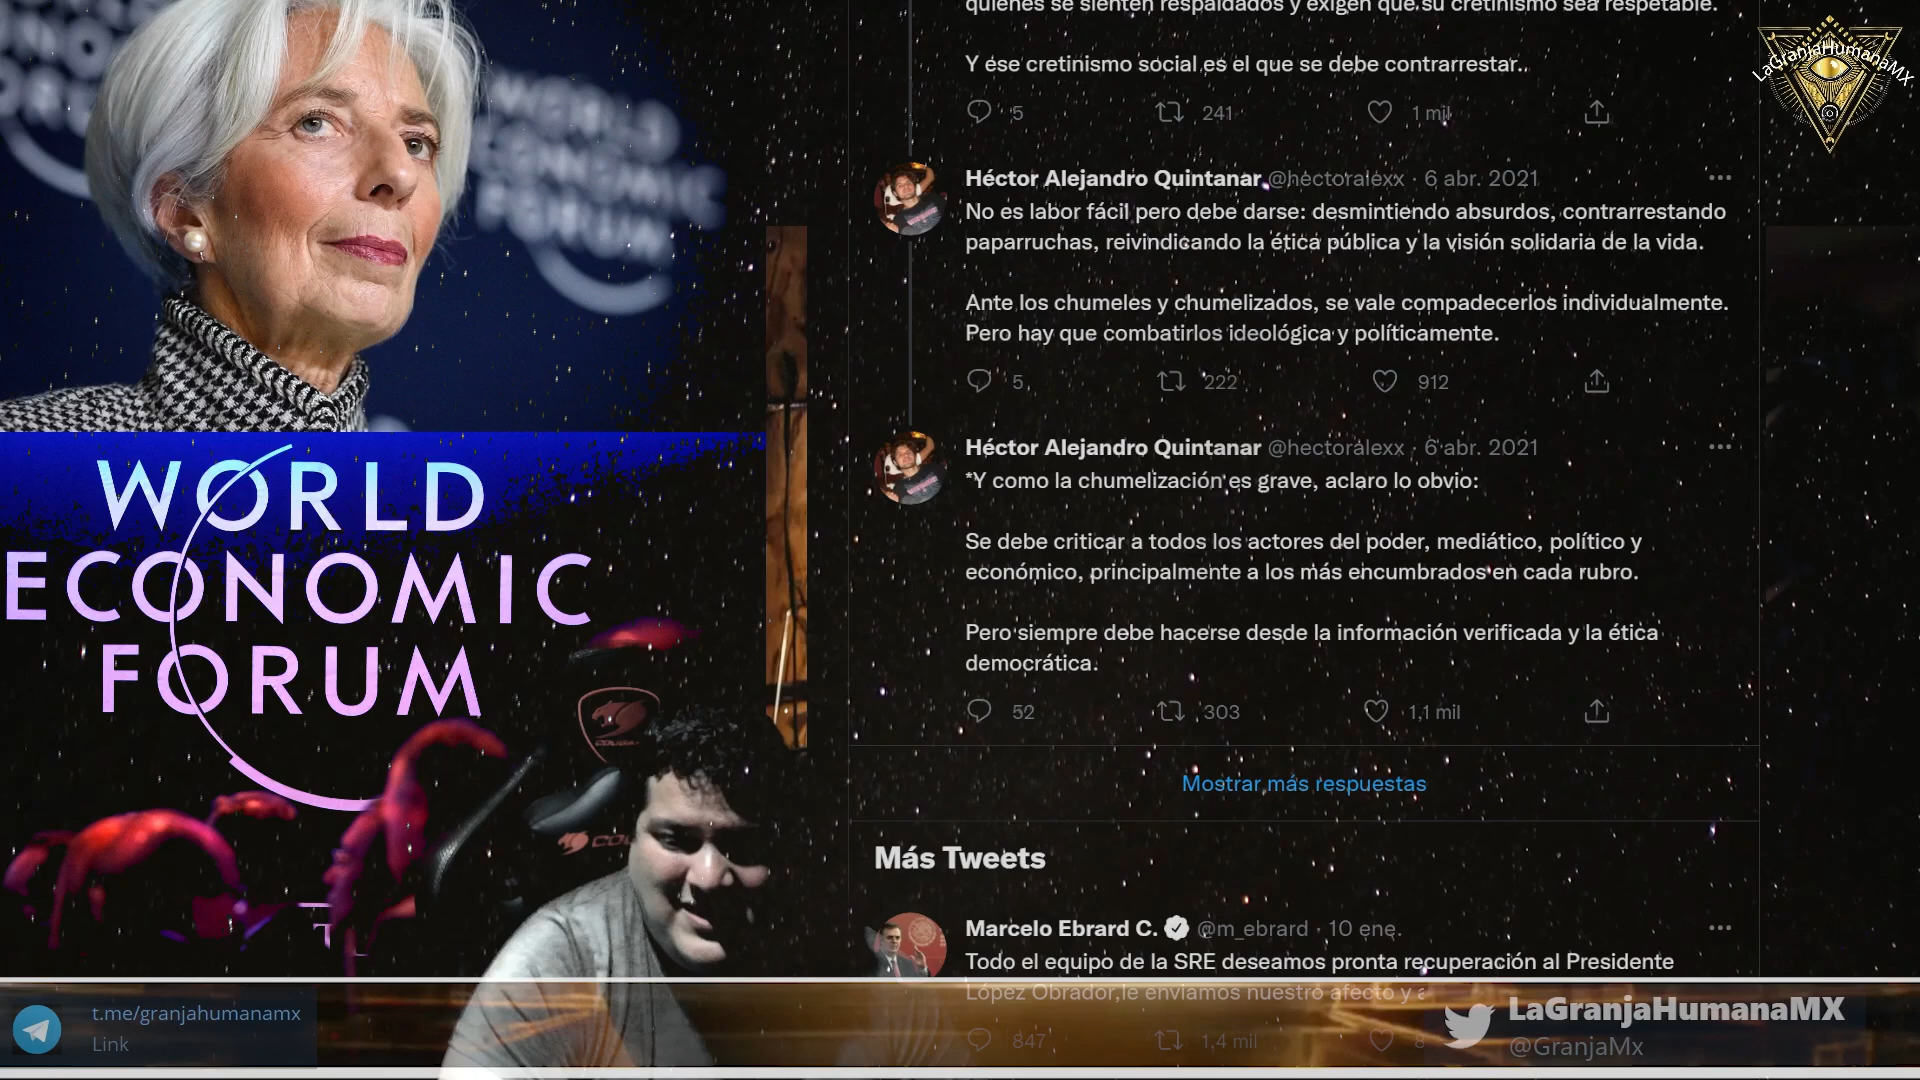 quienes se sienten respaldados y exigen que su cretinismo sea respetable.
Y ese cretinismo social es el que se debe contrarrestar..
5 241 1 mil
LaGranjaHumanaMX
WORLD
ECONOMIC
FORUM
Héctor Alejandro Quintanar @hectoralexx · 6 abr. 2021
No es labor fácil pero debe darse: desmintiendo absurdos, contrarrestando
paparruchas, reivindicando la ética pública y la visión solidaria de la vida.
Ante los chumeles y chumelizados, se vale compadecerlos individualmente.
Pero hay que combatirlos ideológica y políticamente.
5 222 912
Héctor Alejandro Quintanar @hectoralexx · 6 abr. 2021
*Y como la chumelización es grave, aclaro lo obvio:
Se debe criticar a todos los actores del poder, mediático, político y
económico, principalmente a los más encumbrados en cada rubro.
Pero siempre debe hacerse desde la información verificada y la ética
democrática.
52 303 1,1 mil
Mostrar más respuestas
Más Tweets
Marcelo Ebrard C. @m_ebrard · 10 ene.
Todo el equipo de la SRE deseamos pronta recuperación al Presidente
López Obrador,le enviamos nuestro afecto y
847 1,4 mil
WORLD
ECONOMIC
FORUM
COUGAR
t.me/granjahumanamx
Link
LaGranjaHumanaMX
@GranjaMx